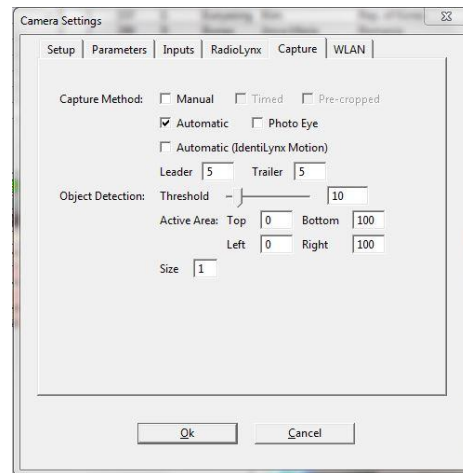 Camera Settings
Setup Parameters Inputs RadioLynx Capture WLAN
Capture Method: Manual Timed Pre-cropped
Automatic Photo Eye
Automatic (IdentiLynx Motion)
Leader 5 Trailer 5
Object Detection: Threshold 10
Active Area: Top 0 Bottom 100
Left 0 Right 100
Size 1
Ok Cancel